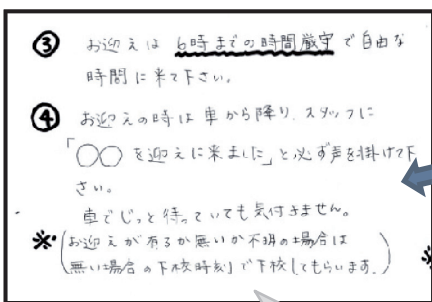 ③ お迎えは 6時までの時間厳守で自由な
時間に来て下さい。
④ お迎えの時は車から降り、スタッフに
「○○を迎えに来ました」と必ず声を掛けて下
さい。
車でじっと待っていても気付きません。
※(お迎えが有るか無いか不明の場合は
無い場合の下校時刻」で下校してもらいます。)
※